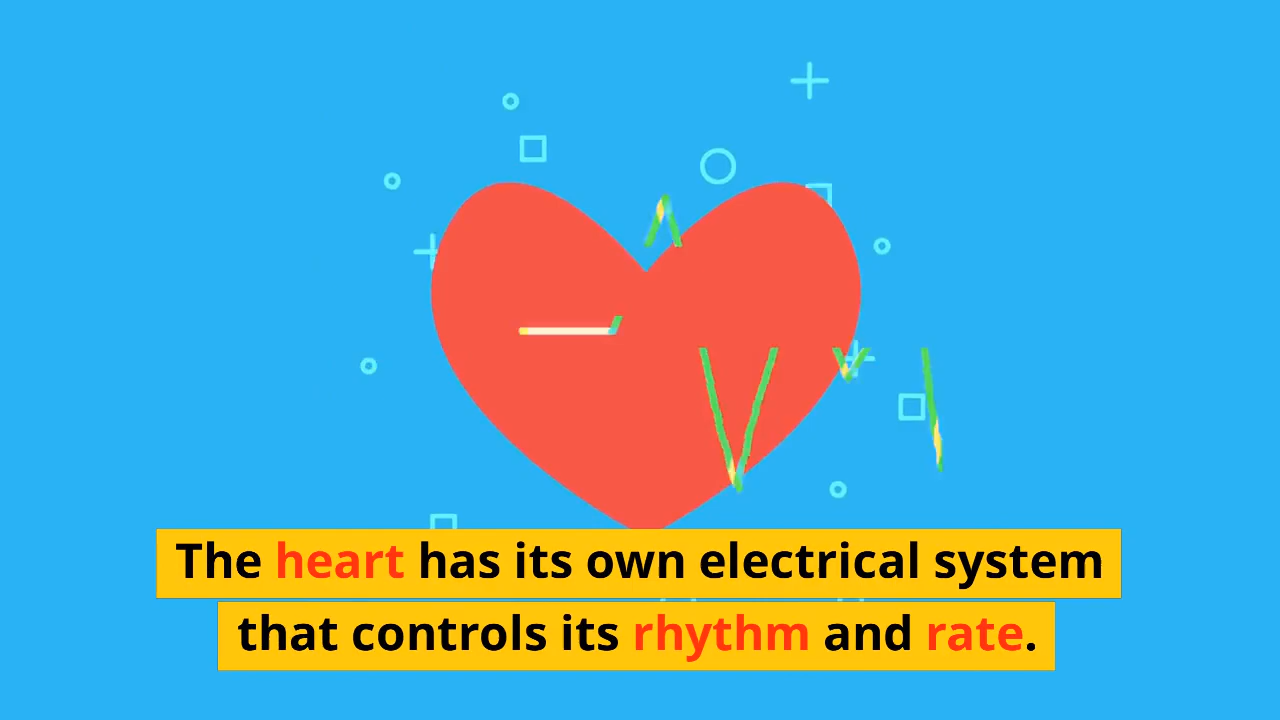 The heart has its own electrical system
that controls its rhythm and rate.